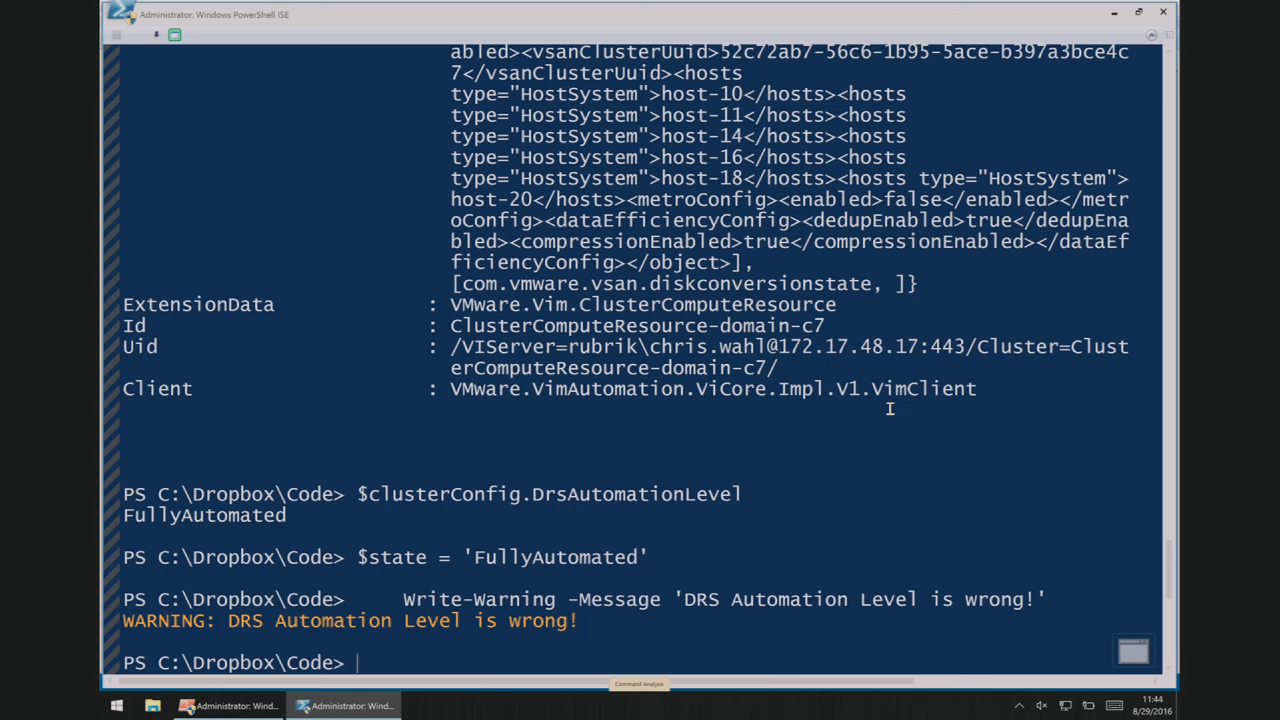 Administrator: Windows PowerShell ISE
abled><vsanClusterUuid>52c72ab7-56c6-1b95-5ace-b397a3bce4c
7</vsanClusterUuid><hosts
type="HostSystem">host-10</hosts><hosts
type="HostSystem">host-11</hosts><hosts
type="HostSystem">host-14</hosts><hosts
type="HostSystem">host-16</hosts><hosts
type="HostSystem">host-18</hosts><hosts type="HostSystem">
host-20</hosts><metroConfig><enabled>false</enabled></metr
oConfig><dataEfficiencyConfig><dedupEnabled>true</dedupEna
bled><compressionEnabled>true</compressionEnabled></dataEf
ficiencyConfig></object>],
[com.vmware.vsan.diskconversionstate, ]}
ExtensionData : VMware.Vim.ClusterComputeResource
Id : ClusterComputeResource-domain-c7
Uid : /VIServer=rubrik\chris.wahl@172.17.48.17:443/Cluster=Clust
erComputeResource-domain-c7/
Client : VMware.VimAutomation.ViCore.Impl.V1.VimClient
PS C:\Dropbox\Code> $clusterConfig.DrsAutomationLevel
FullyAutomated
PS C:\Dropbox\Code> $state = 'FullyAutomated'
PS C:\Dropbox\Code>     Write-Warning -Message 'DRS Automation Level is wrong!'
WARNING: DRS Automation Level is wrong!
PS C:\Dropbox\Code>
Command Analysis
Administrator: Wind...
Administrator: Wind...
11:44
8/29/2016